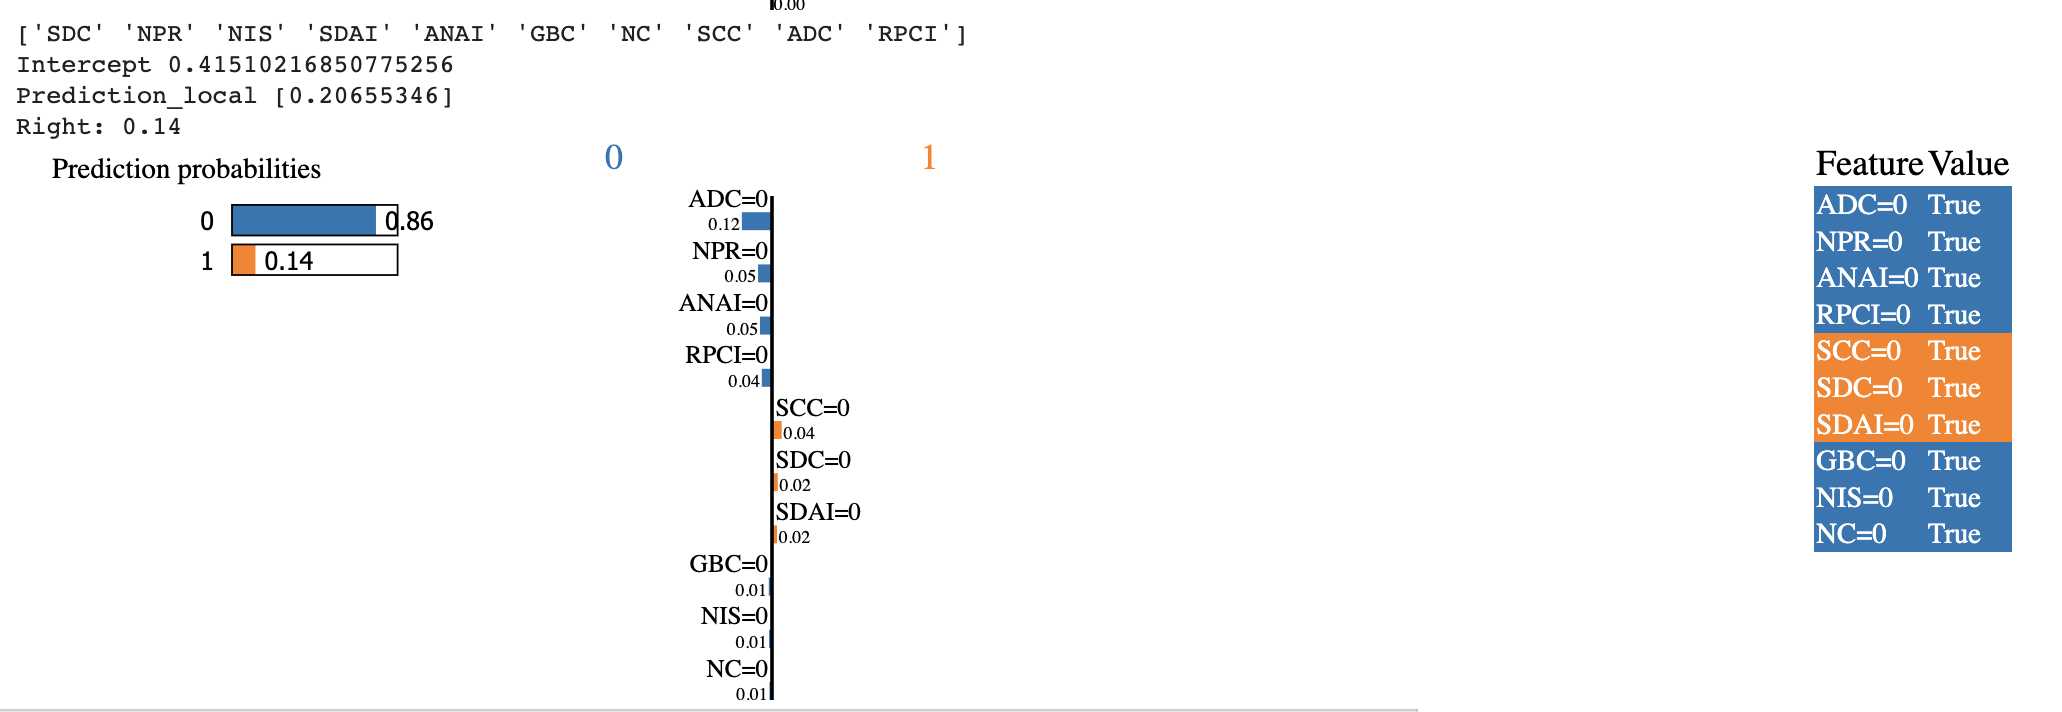 0.00
['SDC' 'NPR' 'NIS' 'SDAI' 'ANAI' 'GBC' 'NC' 'SCC' 'ADC' 'RPCI']
Intercept 0.41510216850775256
Prediction_local [0.20655346]
Right: 0.14
Prediction probabilities
0 0.86
1 0.14
0 1
ADC=0
0.12
NPR=0
0.05
ANAI=0
0.05
RPCI=0
0.04
SCC=0
0.04
SDC=0
0.02
SDAI=0
0.02
GBC=0
0.01
NIS=0
0.01
NC=0
0.01
Feature Value
ADC=0 True
NPR=0 True
ANAI=0 True
RPCI=0 True
SCC=0 True
SDC=0 True
SDAI=0 True
GBC=0 True
NIS=0 True
NC=0 True